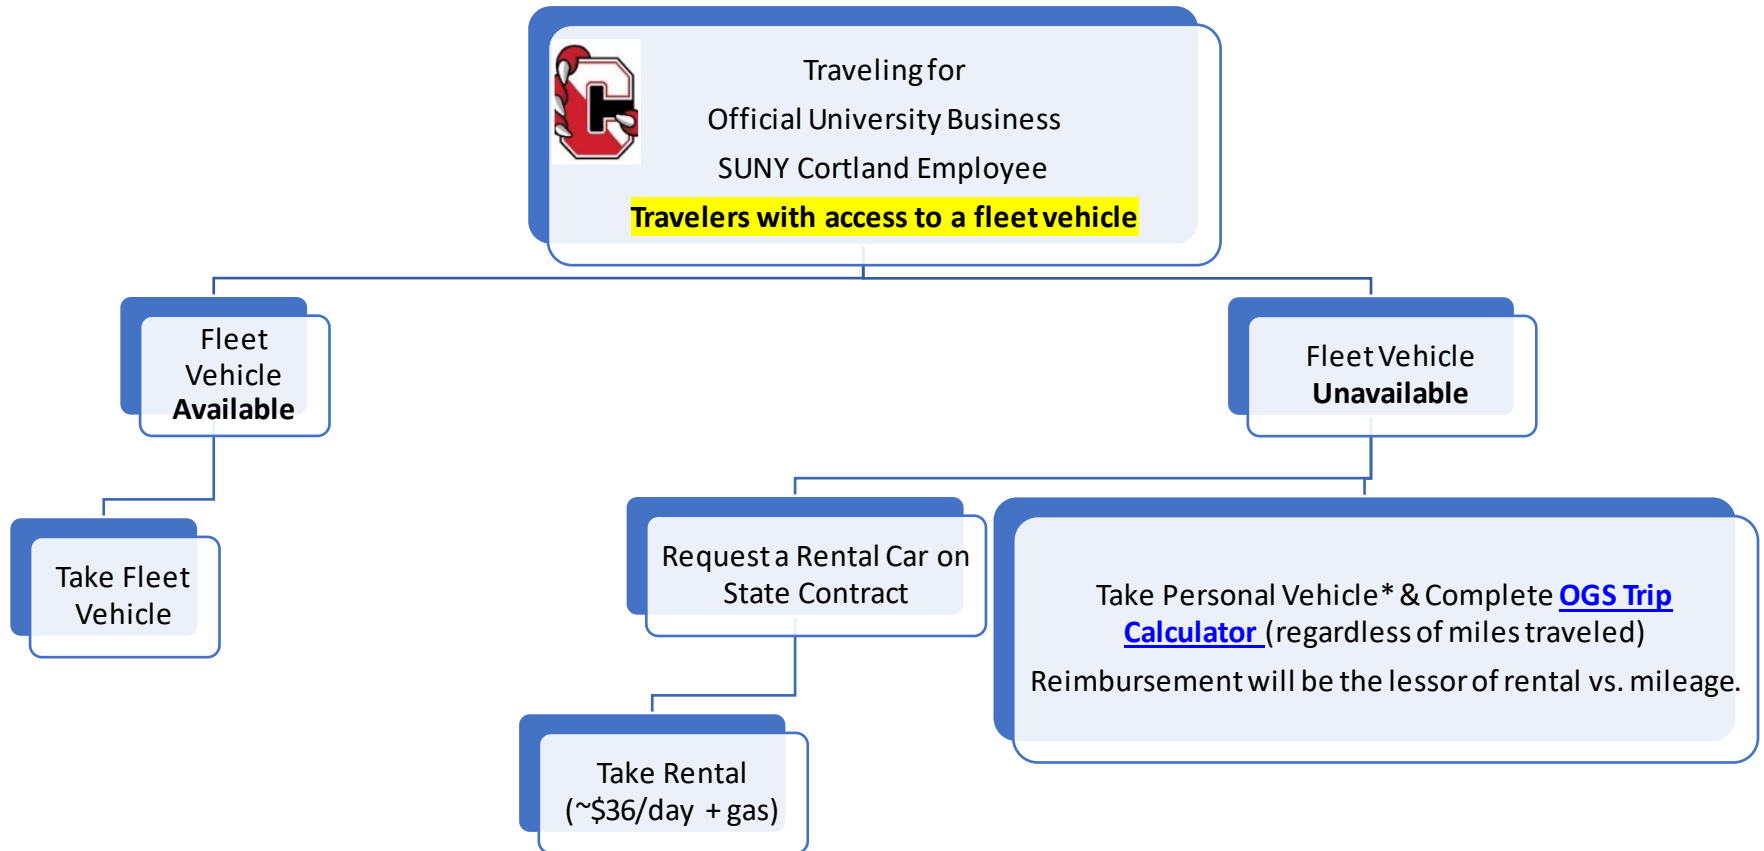 Traveling for
Official University Business
SUNY Cortland Employee
Travelers with access to a fleet vehicle
Fleet
Vehicle
Available
Fleet Vehicle
Unavailable
Take Fleet
Vehicle
Request a Rental Car on
State Contract
Take Personal Vehicle* & Complete OGS Trip
Calculator (regardless of miles traveled)
Reimbursement will be the lessor of rental vs. mileage.
Take Rental
(~$36/day + gas)